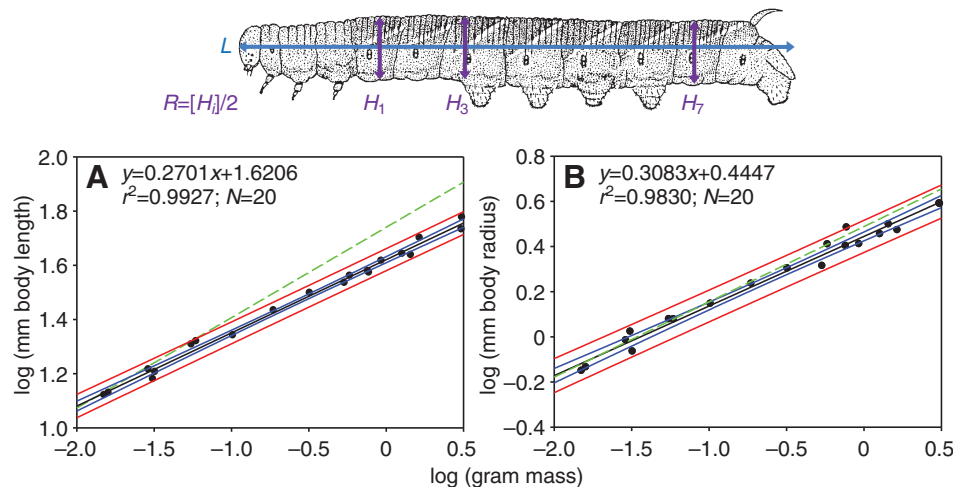 L
R=[Hi]/2
H1
H3
H7
A
y=0.2701x+1.6206
r2=0.9927; N=20
log (mm body length)
2.0
1.8
1.6
1.4
1.2
1.0
−2.0
−1.5
−1.0
−0.5
0
0.5
B
y=0.3083x+0.4447
r2=0.9830; N=20
log (mm body radius)
0.8
0.6
0.4
0.2
0
−0.2
−0.4
−2.0
−1.5
−1.0
−0.5
0
0.5
log (gram mass)